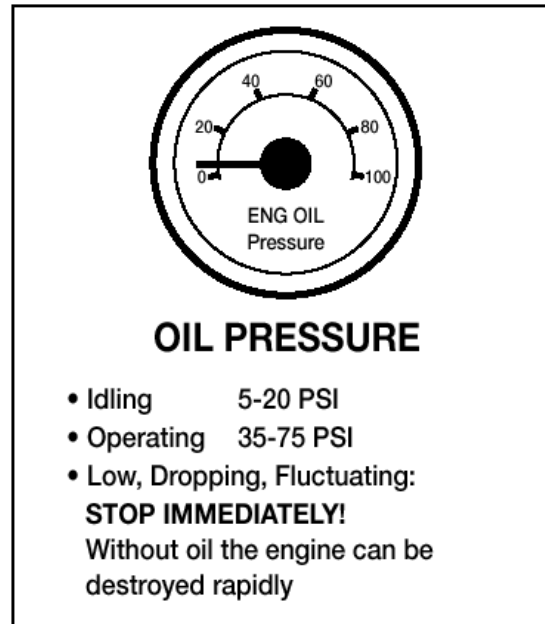 40 60
20 80
0 100
ENG OIL
Pressure
OIL PRESSURE
• Idling 5-20 PSI
• Operating 35-75 PSI
• Low, Dropping, Fluctuating:
STOP IMMEDIATELY!
Without oil the engine can be
destroyed rapidly